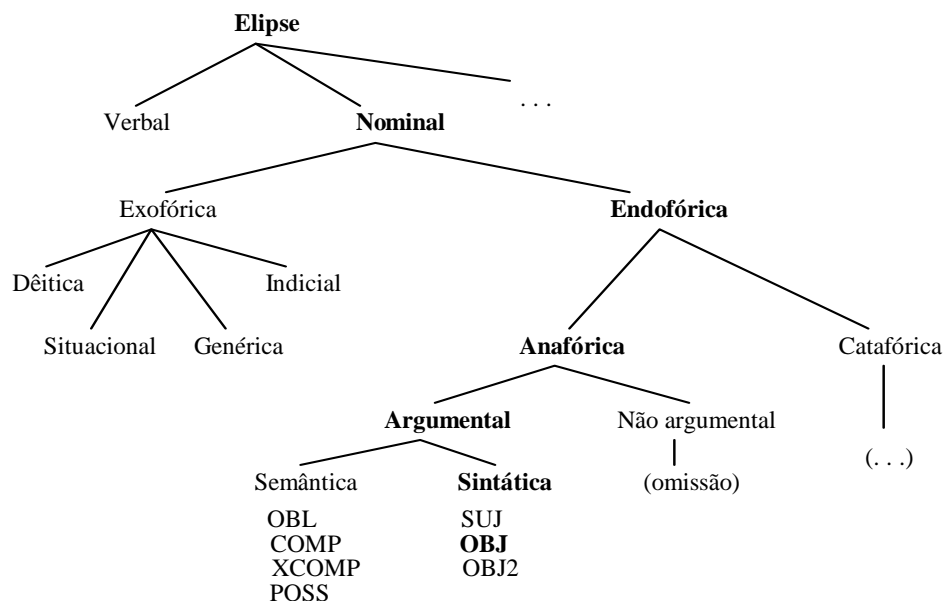 Elipse
. . .
Verbal Nominal
Exofórica Endofórica
Dêitica Indicial
Situacional Genérica Anafórica Catafórica
Argumental Não argumental
(. . .)
Semântica Sintática (omissão)
OBL SUJ
COMP OBJ
XCOMP OBJ2
POSS